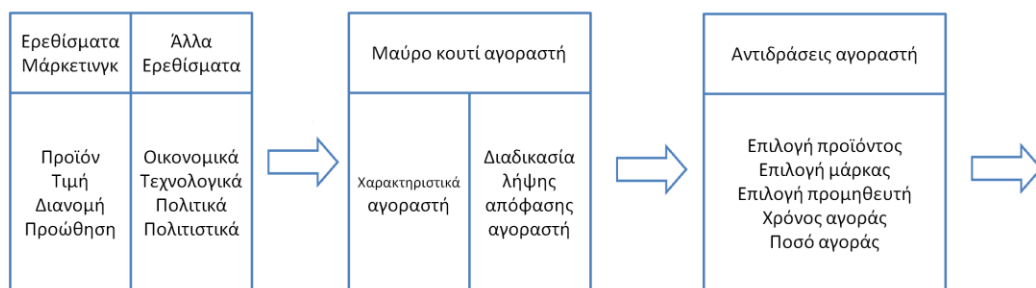 Ερεθίσματα
Μάρκετινγκ
Άλλα
Ερεθίσματα
Μαύρο κουτί αγοραστή
Αντιδράσεις αγοραστή
Προϊόν
Τιμή
Διανομή
Προώθηση
Οικονομικά
Τεχνολογικά
Πολιτικά
Πολιτιστικά
Χαρακτηριστικά
αγοραστή
Διαδικασία
λήψης
απόφασης
αγοραστή
Επιλογή προϊόντος
Επιλογή μάρκας
Επιλογή προμηθευτή
Χρόνος αγοράς
Ποσό αγοράς